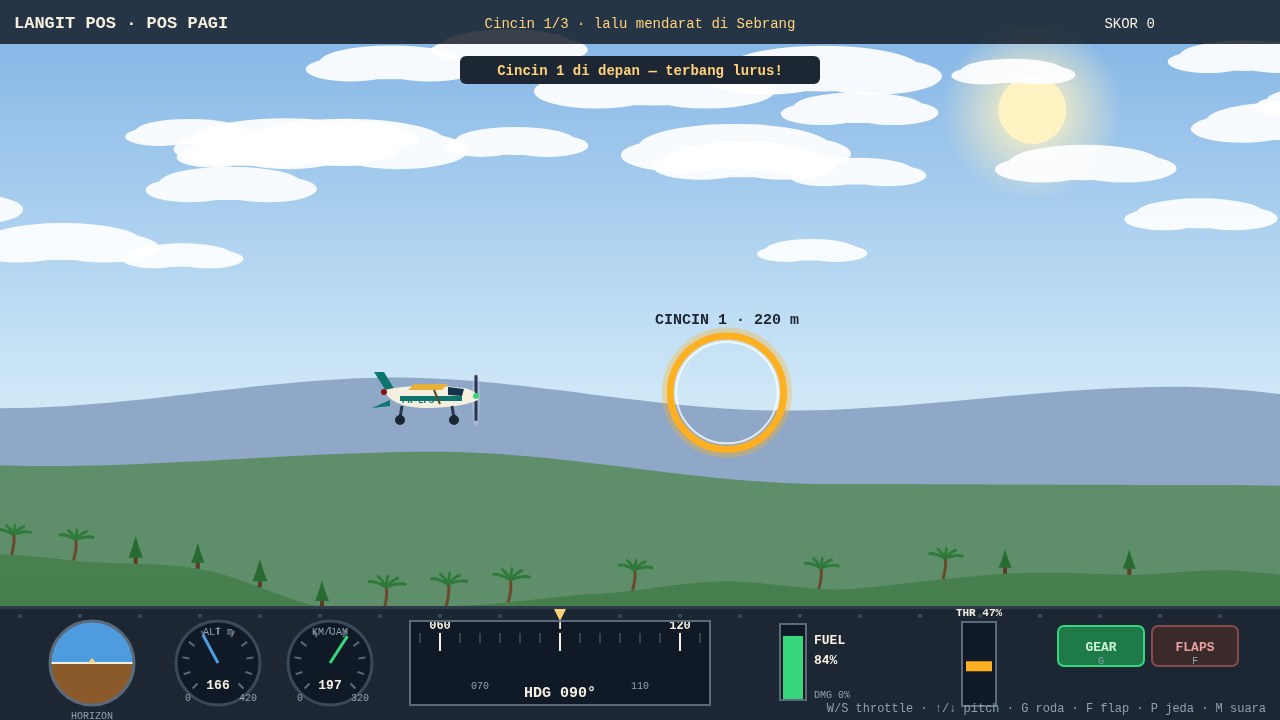 LANGIT POS · POS PAGI
Cincin 1/3 · lalu mendarat di Sebrang
SKOR 0
Cincin 1 di depan — terbang lurus!
CINCIN 1 · 220 m
HORIZON
ALT m
166
0
420
KM/JAM
197
0
320
060
120
070
110
HDG 090°
FUEL
84%
DMG 0%
THR 47%
GEAR
G
FLAPS
F
W/S throttle · ↑/↓ pitch · G roda · F flap · P jeda · M suara